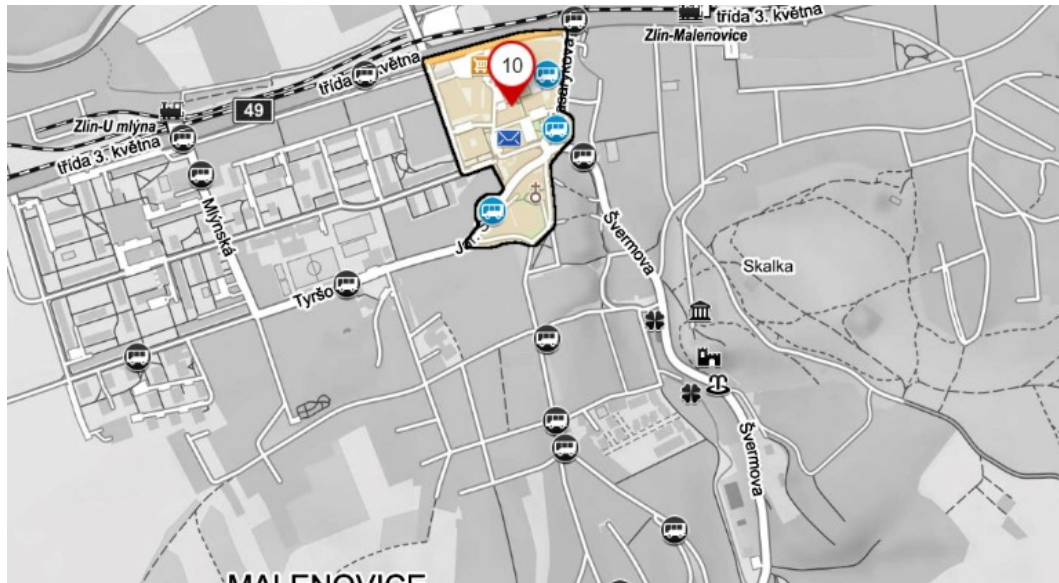 třída 3. května
Zlín-Malenovice
10
třída
května
49
Zlín-U mlýna
třída 3. května
Mlýnská
Švermova
Skalka
Tyršo
Švermova
MALENOVICE